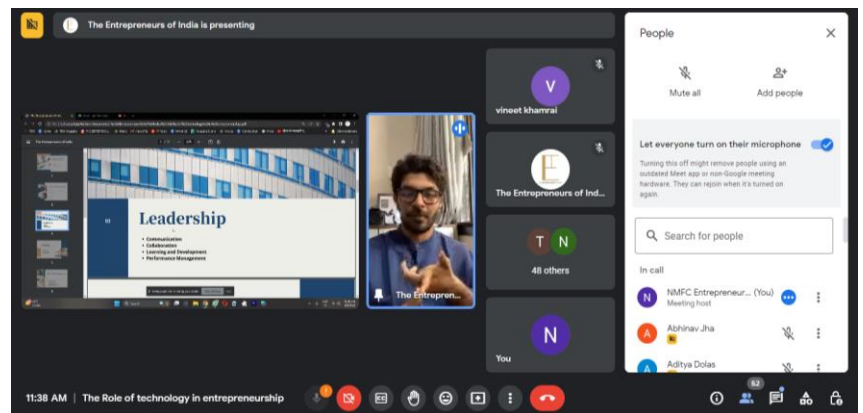 The Entrepreneurs of India is presenting
Leadership
• Communication
• Collaboration
• Learning and Development
• Performance Management
The Entrepren...
V
vineet khamrai
The Entrepreneurs of Ind...
T N
48 others
N
You
People
Mute all
Add people
Let everyone turn on their microphone
Turning this off might remove people using an
outdated Meet app or non-Google meeting
hardware. They can rejoin when it's turned on
again.
Search for people
In call
N
NMFC Entrepreneur... (You)
Meeting host
A
Abhinav Jha
A
Aditya Dolas
11:38 AM | The Role of technology in entrepreneurship
62